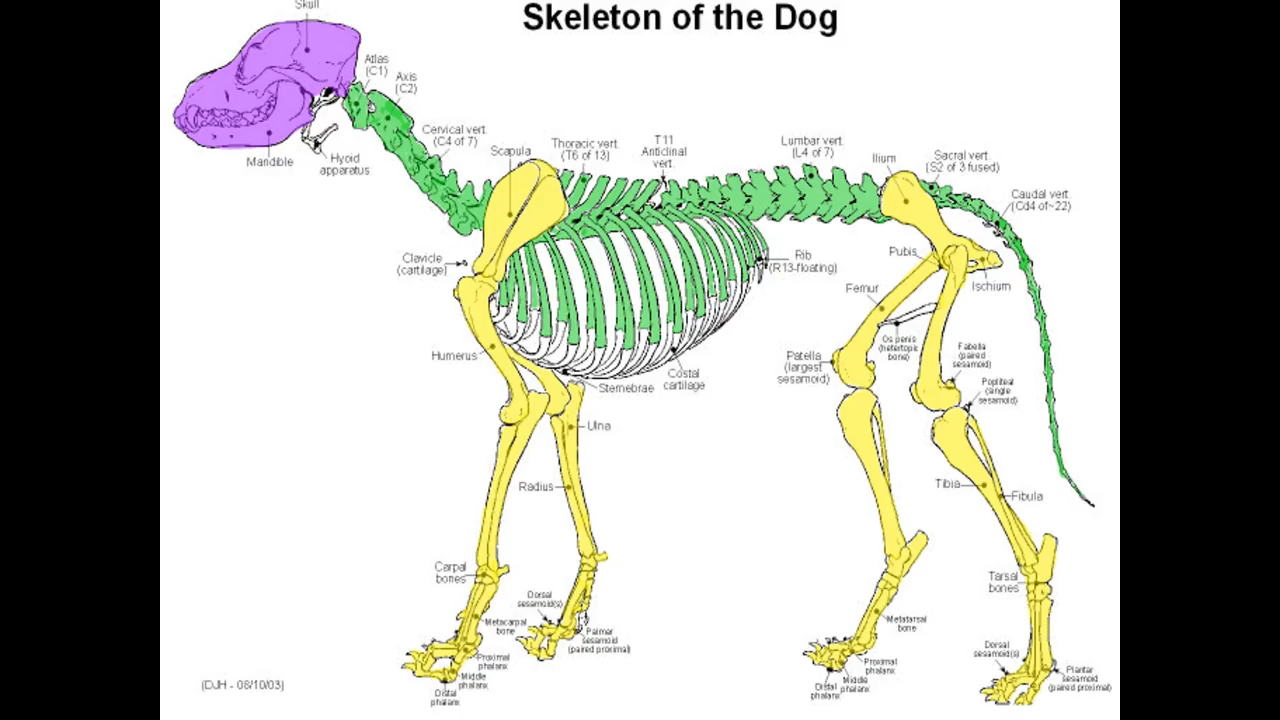 Skeleton of the Dog
Skull
Atlas
(C1)
Axis
(C2)
Cervical vert.
(C4 of 7)
Scapula
Thoracic vert.
(T6 of 13)
T11
Anticlinal
vert.
Lumbar vert.
(L4 of 7)
Ilium
Sacral vert.
(S2 of 3 fused)
Caudal vert.
(Cd4 of~22)
Mandible
Hyoid
apparatus
Clavicle
(cartilage)
Pubis
Rib
(R13-floating)
Ischium
Femur
Os penis
(hetertopic
bone)
Humerus
Patella
(largest
sesamoid)
Fabella
(paired
sesamoid)
Costal
cartilage
Sternebrae
Popliteal
(single
sesamoid)
Ulna
Radius
Tibia
Fibula
Carpal
bones
Tarsal
bones
Dorsal
sesamoid(s)
Metacarpal
bone
Palmar
sesamoid
(paired proximal)
Metatarsal
bone
Proximal
phalanx
Middle
phalanx
Distal
phalanx
Proximal
phalanx
Middle
phalanx
Distal
phalanx
Dorsal
sesamoid(s)
Plantar
sesamoid
(paired proximal)
(DJH - 08/10/03)